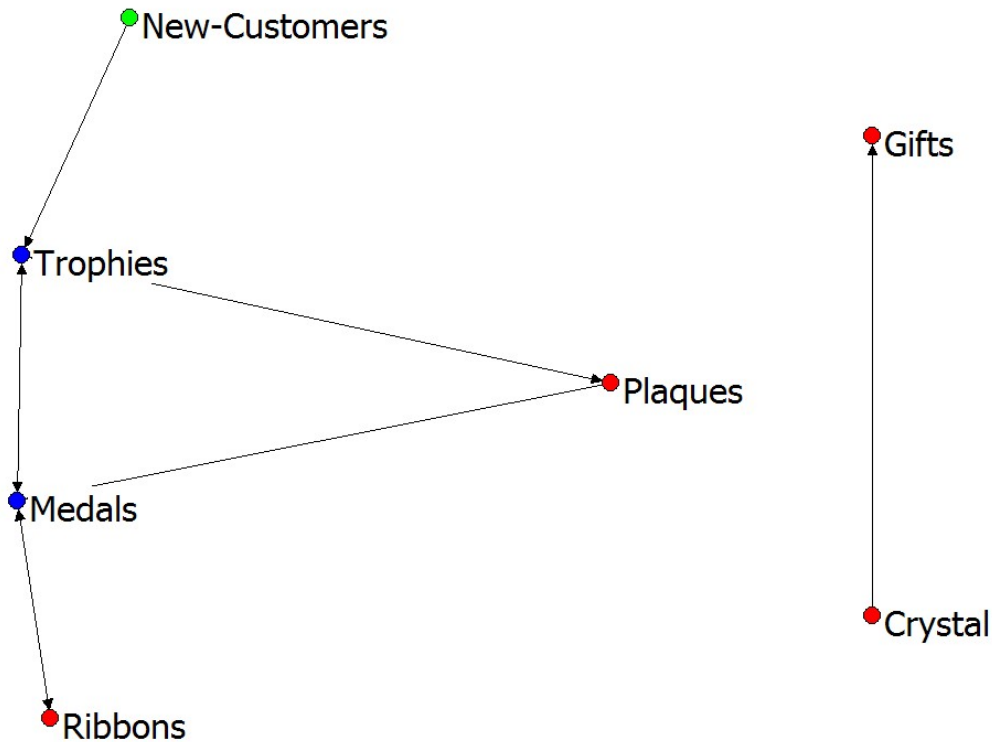 New-Customers
Gifts
Trophies
Plaques
Medals
Crystal
Ribbons